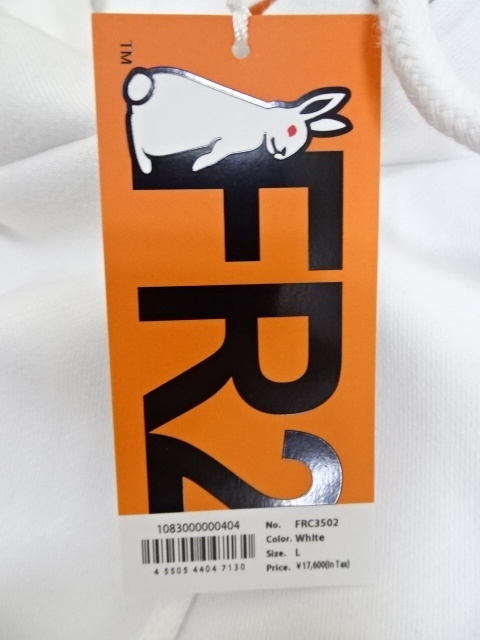 TM
FR2
1083000000404
4 5505 4404 7130
No. FRC3502
Color. White
Size. L
Price. ¥17,600(In Tax)